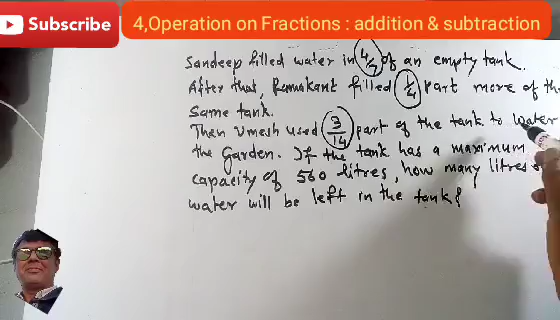 Subscribe
4,Operation on Fractions : addition & subtraction
Sandeep filled water in 4/7 of an empty tank.
After that, Ramakant filled 1/4 part more of the
same tank.
Then Umesh used 3/14 part of the tank to water
the Garden. If the tank has a maximum
capacity of 560 litres, how many litres of
water will be left in the tank?